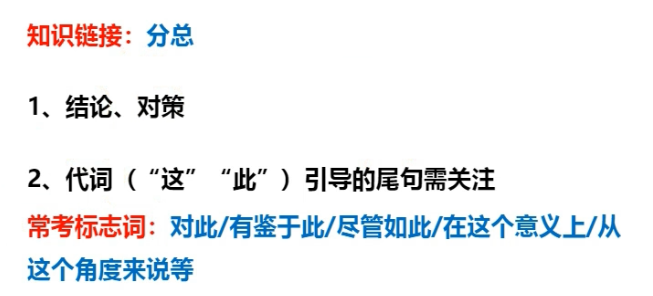 知识链接：分总
1、结论、对策
2、代词（“这”“此”）引导的尾句需关注
常考标志词：对此/有鉴于此/尽管如此/在这个意义上/从
这个角度来说等